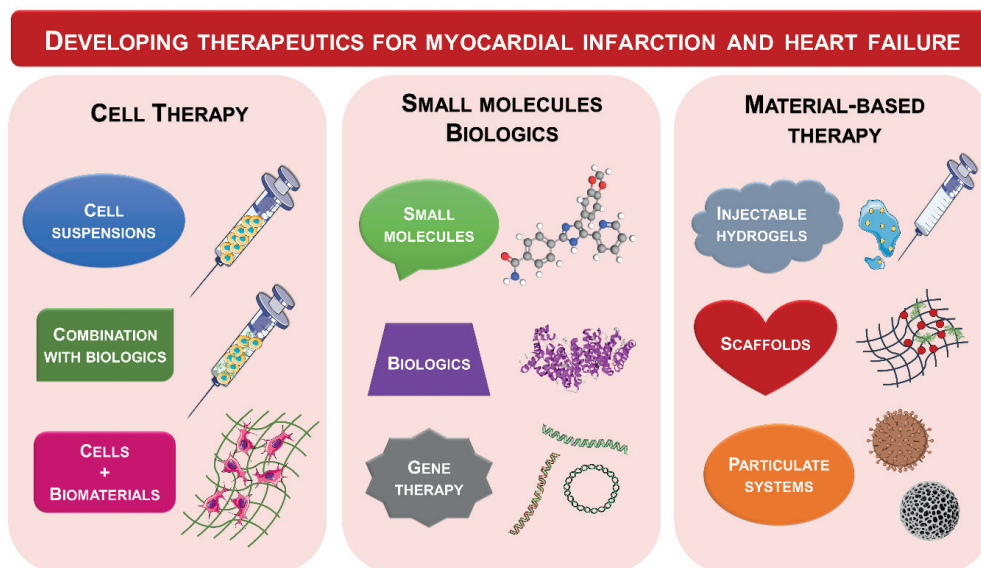 DEVELOPING THERAPEUTICS FOR MYOCARDIAL INFARCTION AND HEART FAILURE
CELL THERAPY
CELL
SUSPENSIONS
COMBINATION
WITH BIOLOGICS
CELLS
+
BIOMATERIALS
SMALL MOLECULES
BIOLOGICS
SMALL
MOLECULES
BIOLOGICS
GENE
THERAPY
MATERIAL-BASED
THERAPY
INJECTABLE
HYDROGELS
SCAFFOLDS
PARTICULATE
SYSTEMS